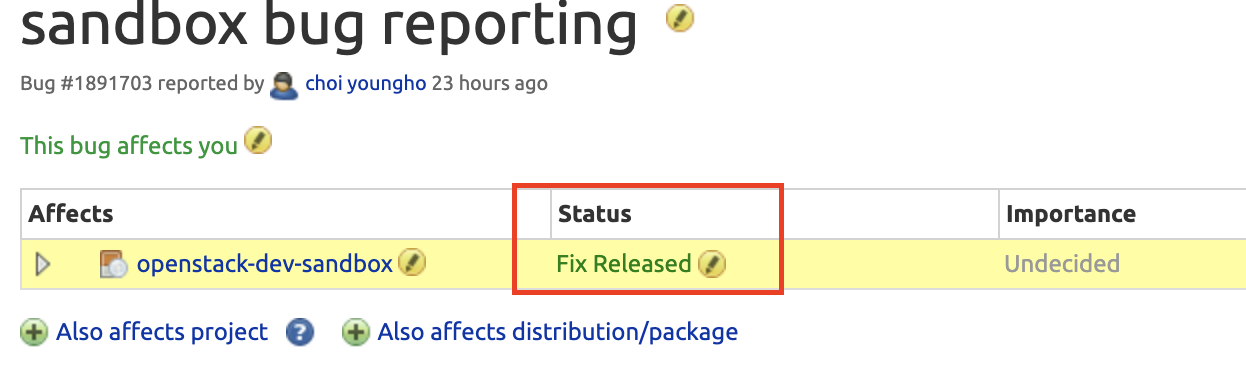 sandbox bug reporting
Bug #1891703 reported by choi youngho 23 hours ago
This bug affects you
Affects Status Importance
openstack-dev-sandbox Fix Released Undecided
Also affects project ? Also affects distribution/package